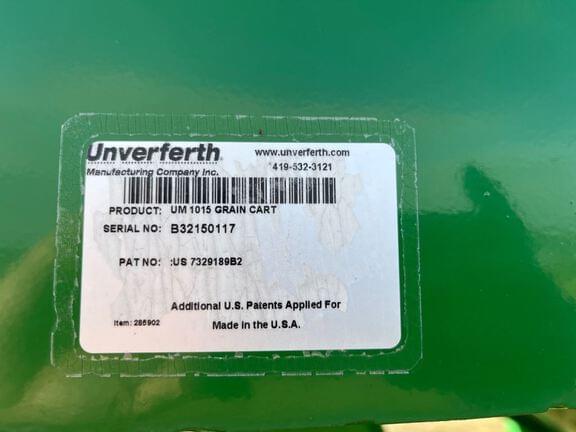 Unverferth www.unverferth.com
Manufacturing Company Inc. 419-532-3121
PRODUCT: UM 1015 GRAIN CART
SERIAL NO: B32150117
PAT NO: :US 7329189B2
Additional U.S. Patents Applied For
Item: 285902 Made in the U.S.A.